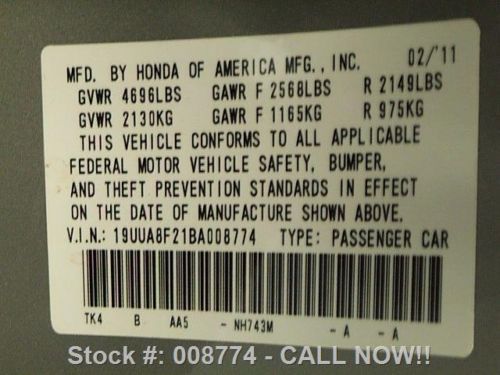 MFD. BY HONDA OF AMERICA MFG., INC. 02/'11
GVWR 4696LBS GAWR F 2568LBS R 2149LBS
GVWR 2130KG GAWR F 1165KG R 975KG
THIS VEHICLE CONFORMS TO ALL APPLICABLE
FEDERAL MOTOR VEHICLE SAFETY, BUMPER,
AND THEFT PREVENTION STANDARDS IN EFFECT
ON THE DATE OF MANUFACTURE SHOWN ABOVE.
V.I.N.: 19UUA8F21BA008774 TYPE: PASSENGER CAR
TK4 B AA5 - NH743M - A - A
Stock #: 008774 - CALL NOW!!